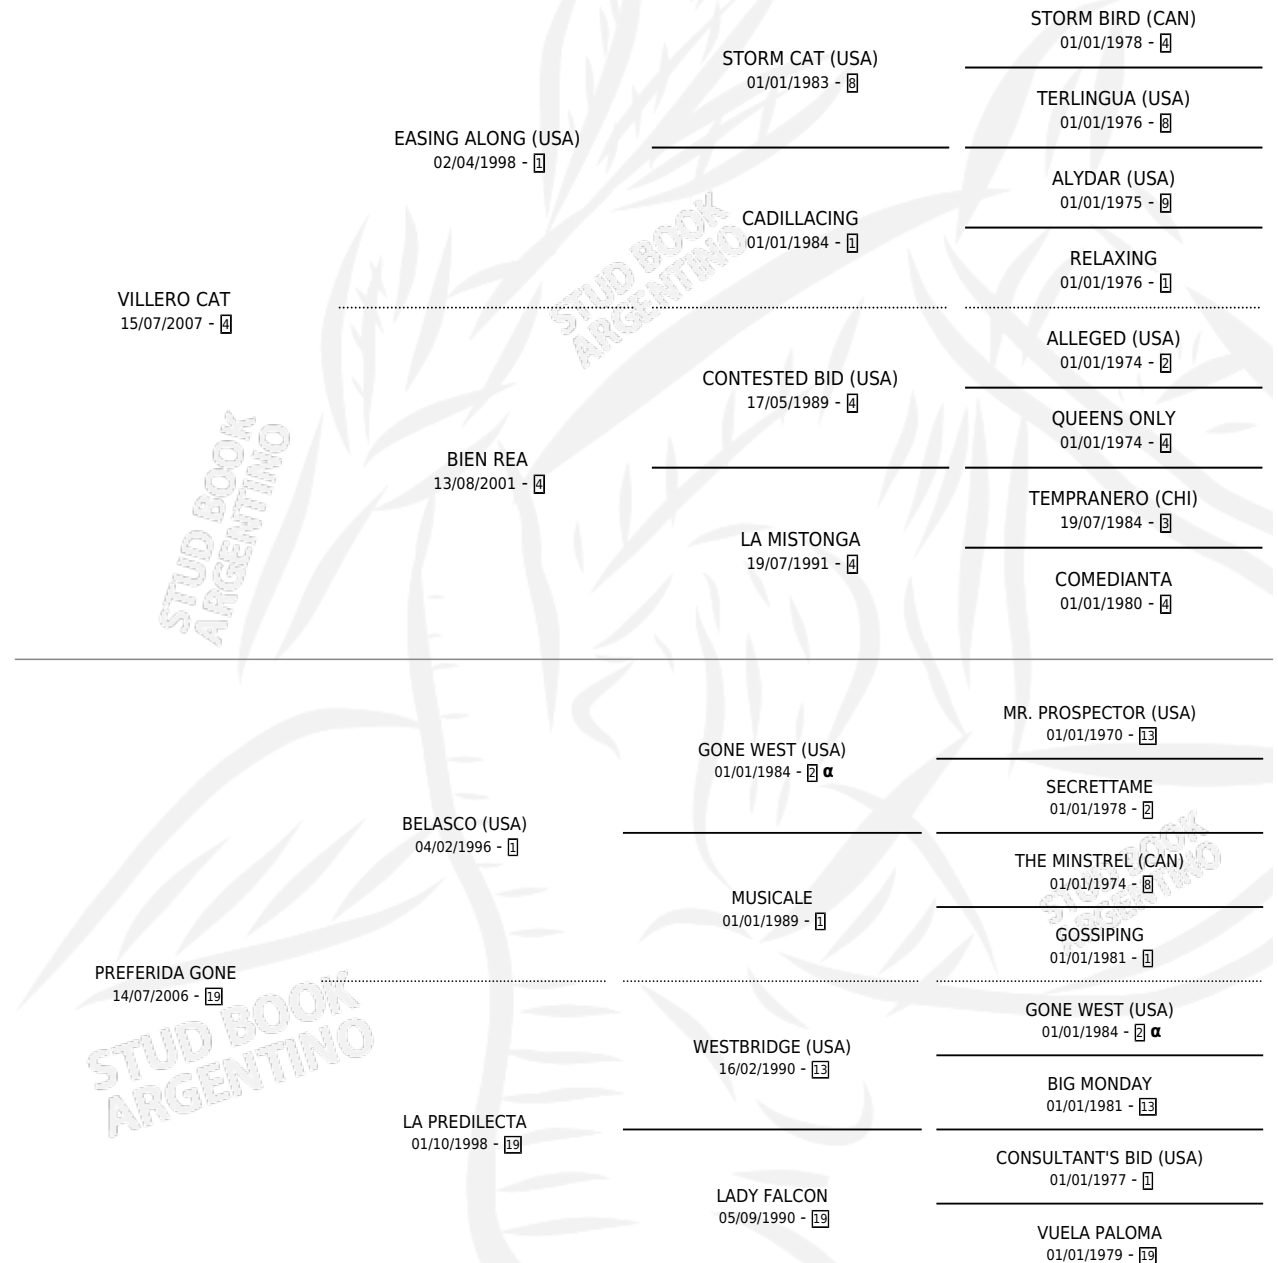 STORM BIRD (CAN)
01/01/1978 - 4
STORM CAT (USA)
01/01/1983 - 8
TERLINGUA (USA)
01/01/1976 - 8
EASING ALONG (USA)
02/04/1998 - 1
ALYDAR (USA)
01/01/1975 - 9
CADILLACING
01/01/1984 - 1
RELAXING
01/01/1976 - 1
VILLERO CAT
15/07/2007 - 4
ALLEGED (USA)
01/01/1974 - 2
CONTESTED BID (USA)
17/05/1989 - 4
QUEENS ONLY
01/01/1974 - 4
BIEN REA
13/08/2001 - 4
TEMPRANERO (CHI)
19/07/1984 - 3
LA MISTONGA
19/07/1991 - 4
COMEDIANTA
01/01/1980 - 4
MR. PROSPECTOR (USA)
01/01/1970 - 13
GONE WEST (USA)
01/01/1984 - 2 α
SECRETTAME
01/01/1978 - 2
BELASCO (USA)
04/02/1996 - 1
THE MINSTREL (CAN)
01/01/1974 - 8
MUSICALE
01/01/1989 - 1
GOSSIPING
01/01/1981 - 1
PREFERIDA GONE
14/07/2006 - 19
GONE WEST (USA)
01/01/1984 - 2 α
WESTBRIDGE (USA)
16/02/1990 - 13
BIG MONDAY
01/01/1981 - 13
LA PREDILECTA
01/10/1998 - 19
CONSULTANT'S BID (USA)
01/01/1977 - 1
LADY FALCON
05/09/1990 - 19
VUELA PALOMA
01/01/1979 - 19
STUD BOOK
ARGENTINO
STUD BOOK
ARGENTINO
STUD BOOK
ARGENTINO
STUD BOOK
ARGENTINO